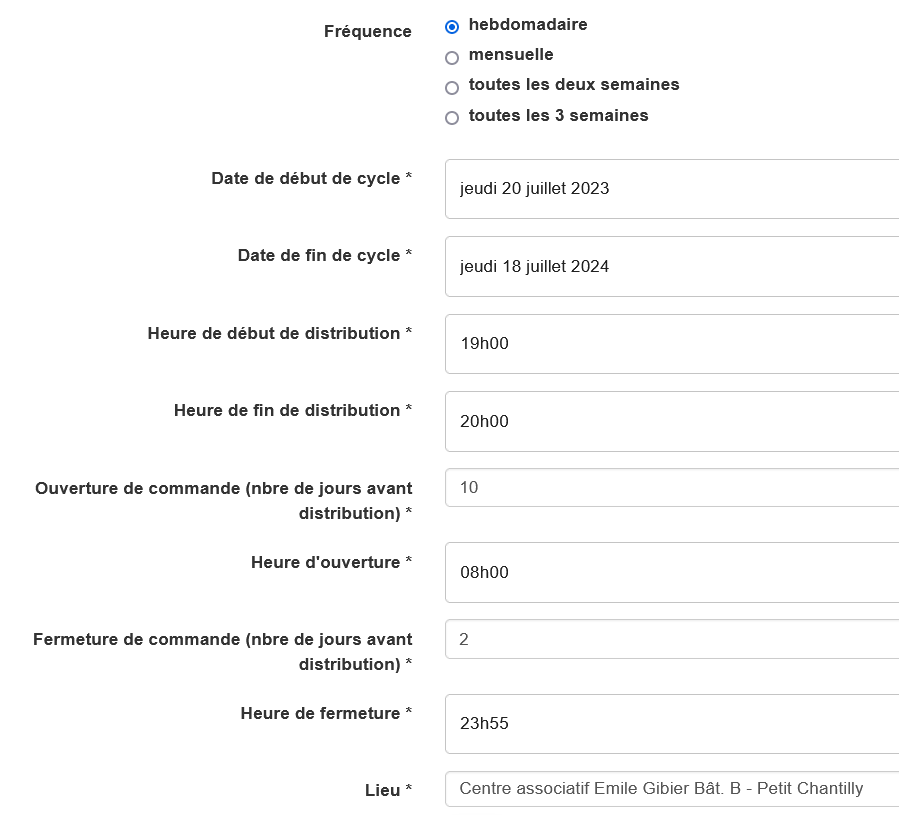 Fréquence
hebdomadaire
mensuelle
toutes les deux semaines
toutes les 3 semaines
Date de début de cycle *
jeudi 20 juillet 2023
Date de fin de cycle *
jeudi 18 juillet 2024
Heure de début de distribution *
19h00
Heure de fin de distribution *
20h00
Ouverture de commande (nbre de jours avant
distribution) *
10
Heure d'ouverture *
08h00
Fermeture de commande (nbre de jours avant
distribution) *
2
Heure de fermeture *
23h55
Lieu *
Centre associatif Emile Gibier Bât. B - Petit Chantilly